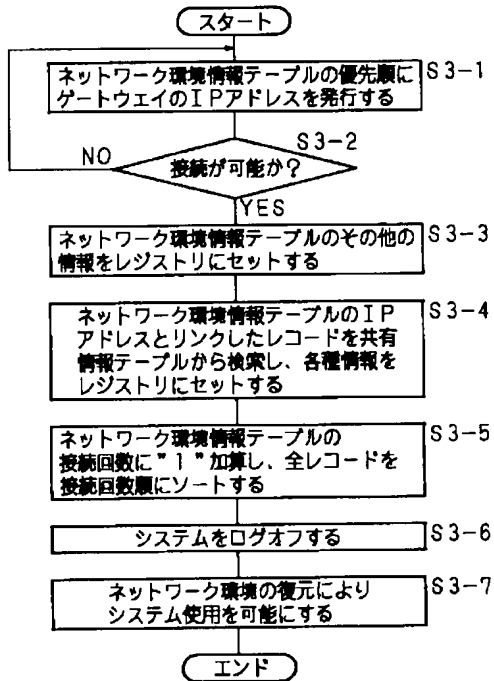 スタート
ネットワーク環境情報テーブルの優先順に S3-1
ゲートウェイのIPアドレスを発行する
S3-2
NO
接続が可能か?
YES
ネットワーク環境情報テーブルのその他の S3-3
情報をレジストリにセットする
ネットワーク環境情報テーブルのIP S3-4
アドレスとリンクしたレコードを共有
情報テーブルから検索し、各種情報を
レジストリにセットする
ネットワーク環境情報テーブルの S3-5
接続回数に"1"加算し、全レコードを
接続回数順にソートする
システムをログオフする S3-6
ネットワーク環境の復元により S3-7
システム使用を可能にする
エンド